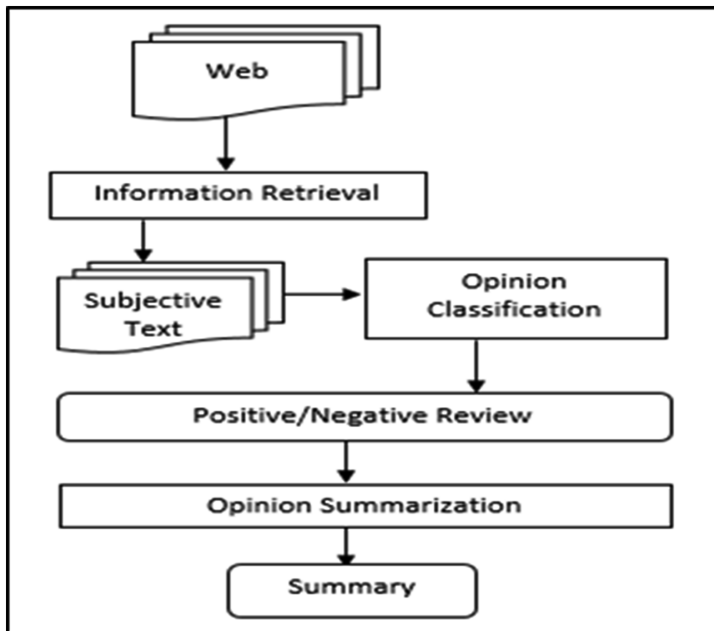 Web
Information Retrieval
Subjective
Text
Opinion
Classification
Positive/Negative Review
Opinion Summarization
Summary